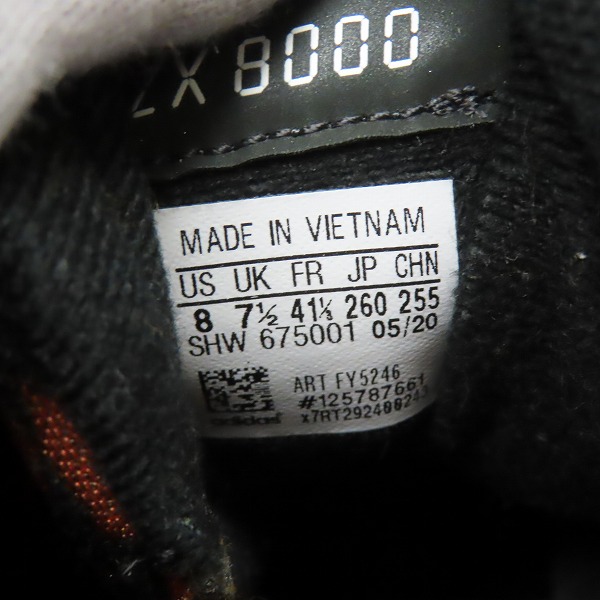 ZX 8000
MADE IN VIETNAM
US UK FR JP CHN
8 7½ 41⅓ 260 255
SHW 675001 05/20
ART FY5246
#125787661
adidas